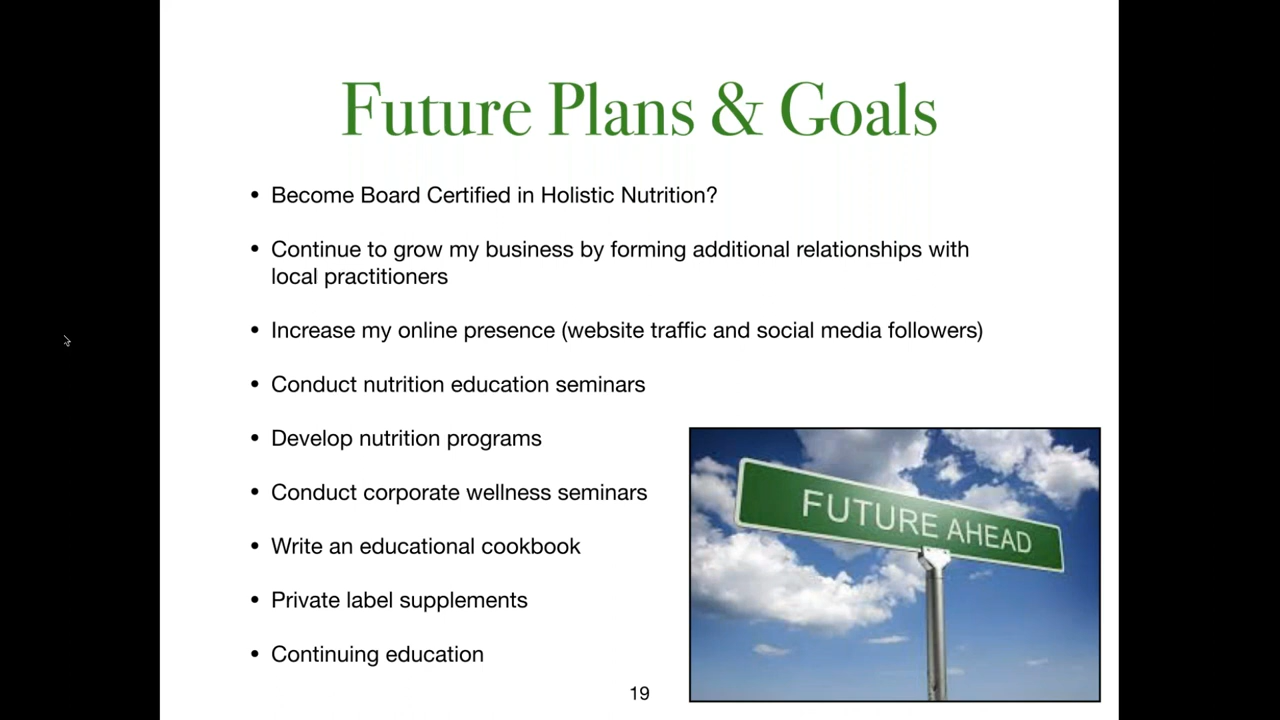 Future Plans & Goals
• Become Board Certified in Holistic Nutrition?
• Continue to grow my business by forming additional relationships with
local practitioners
• Increase my online presence (website traffic and social media followers)
• Conduct nutrition education seminars
• Develop nutrition programs
• Conduct corporate wellness seminars
• Write an educational cookbook
• Private label supplements
• Continuing education
FUTURE AHEAD
19